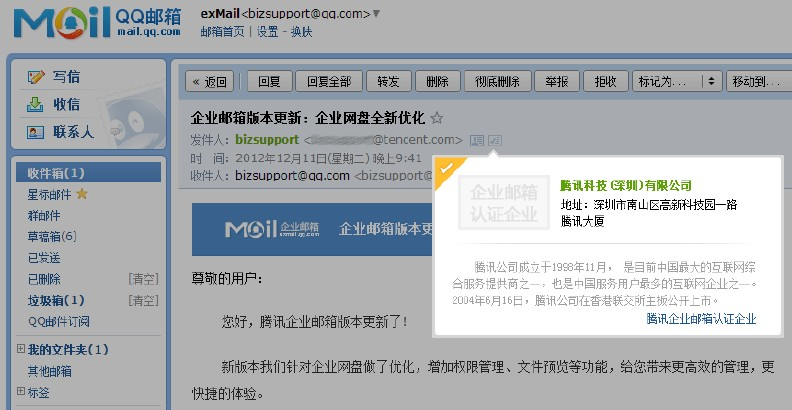 Mail QQ邮箱
mail.qq.com
exMail<bizsupport@qq.com>
邮箱首页 | 设置 - 换肤
写信
收信
联系人
收件箱(1)
星标邮件
群邮件
草稿箱(6)
已发送
已删除 [清空]
垃圾箱(1) [清空]
QQ邮件订阅
我的文件夹(1)
其他邮箱
标签
« 返回 回复 回复全部 转发 删除 彻底删除 举报 拒收 标记为... 移动到...
企业邮箱版本更新：企业网盘全新优化
发件人：bizsupport @tencent.com>
时 间：2012年12月11日(星期二) 晚上9:41
收件人：bizsupport@qq.com <bizsupport@
Mail 企业邮箱 企业邮箱版本更
exmail.qq.com
企业邮箱
认证企业
腾讯科技(深圳)有限公司
地址：深圳市南山区高新科技园一路
腾讯大厦
腾讯公司成立于1998年11月， 是目前中国最大的互联网综
合服务提供商之一，也是中国服务用户最多的互联网企业之一。
2004年6月16日，腾讯公司在香港联交所主板公开上市。
腾讯企业邮箱认证企业
尊敬的用户：
您好，腾讯企业邮箱版本更新了！
新版本我们针对企业网盘做了优化，增加权限管理、文件预览等功能，给您带来更高效的管理，更
快捷的体验。